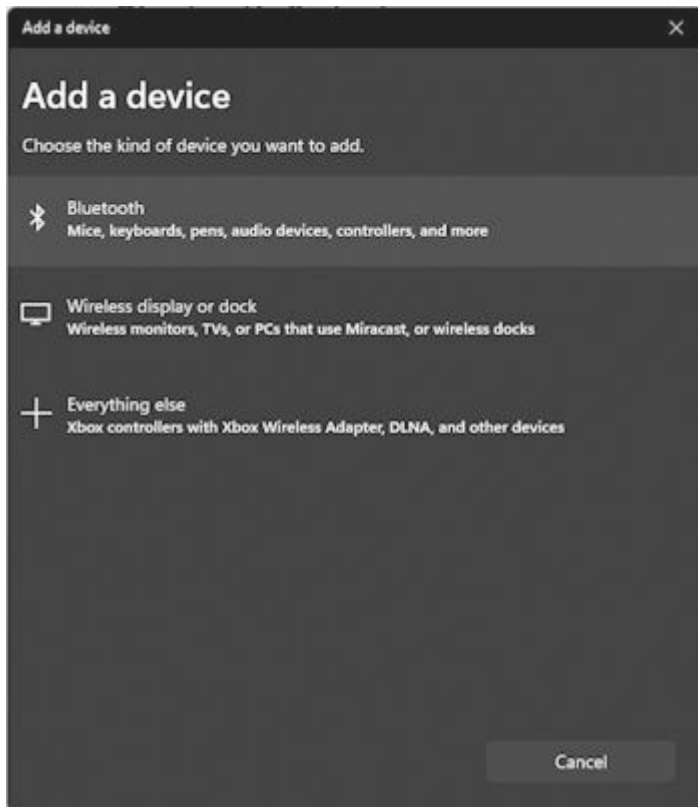 Add a device
Add a device
Choose the kind of device you want to add.
Bluetooth
Mice, keyboards, pens, audio devices, controllers, and more
Wireless display or dock
Wireless monitors, TVs, or PCs that use Miracast, or wireless docks
Everything else
Xbox controllers with Xbox Wireless Adapter, DLNA, and other devices
Cancel